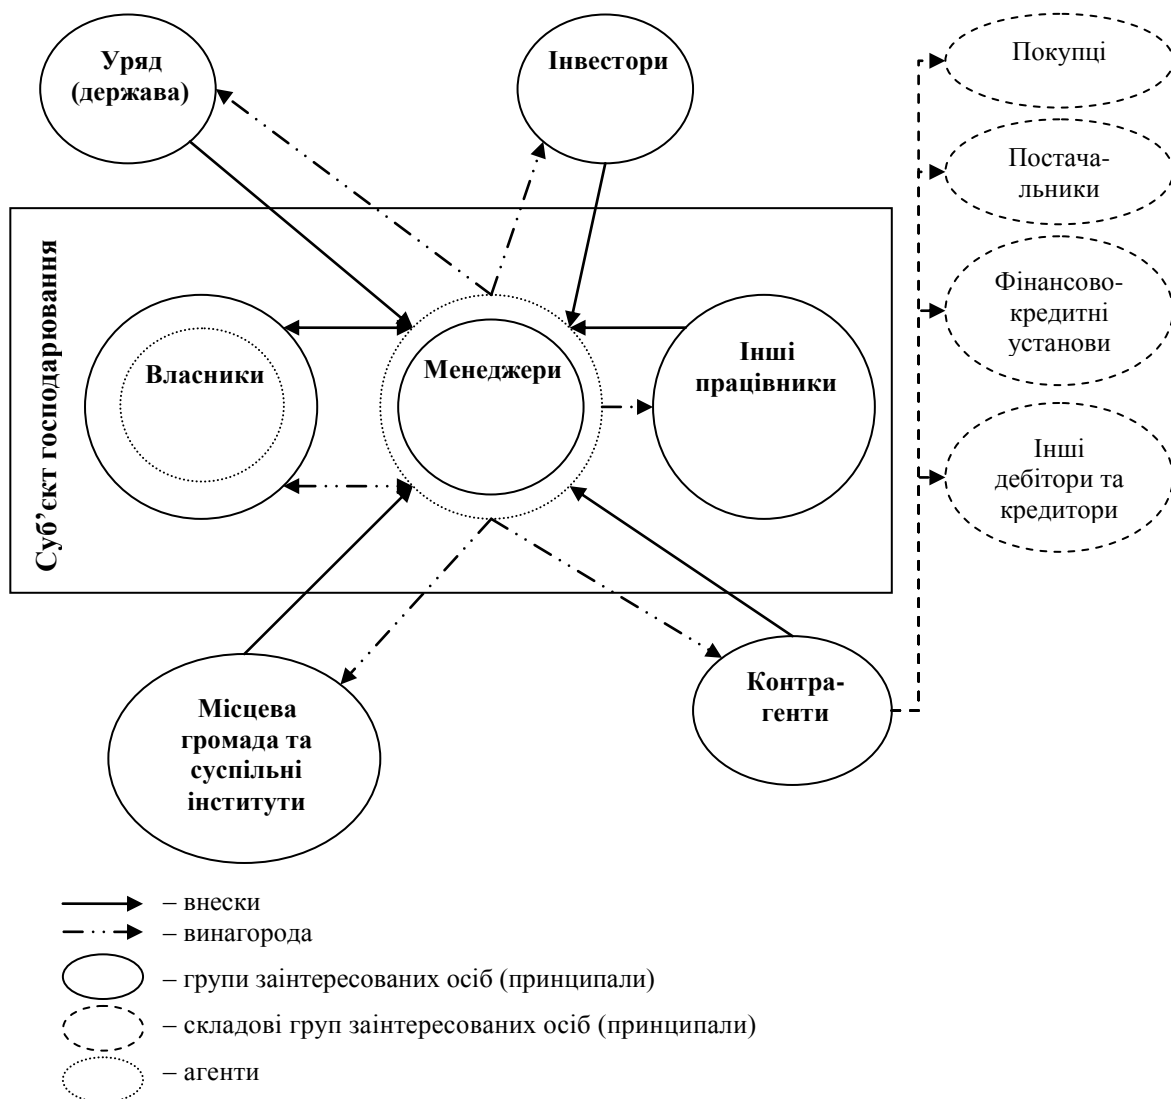 Уряд
(держава)
Інвестори
Покупці
Постача-
льники
Фінансово-
кредитні
установи
Інші
дебітори та
кредитори
Суб’єкт господарювання
Власники
Менеджери
Інші
працівники
Місцева
громада та
суспільні
інститути
Контра-
генти
– внески
– винагорода
– групи заінтересованих осіб (принципали)
– складові груп заінтересованих осіб (принципали)
– агенти